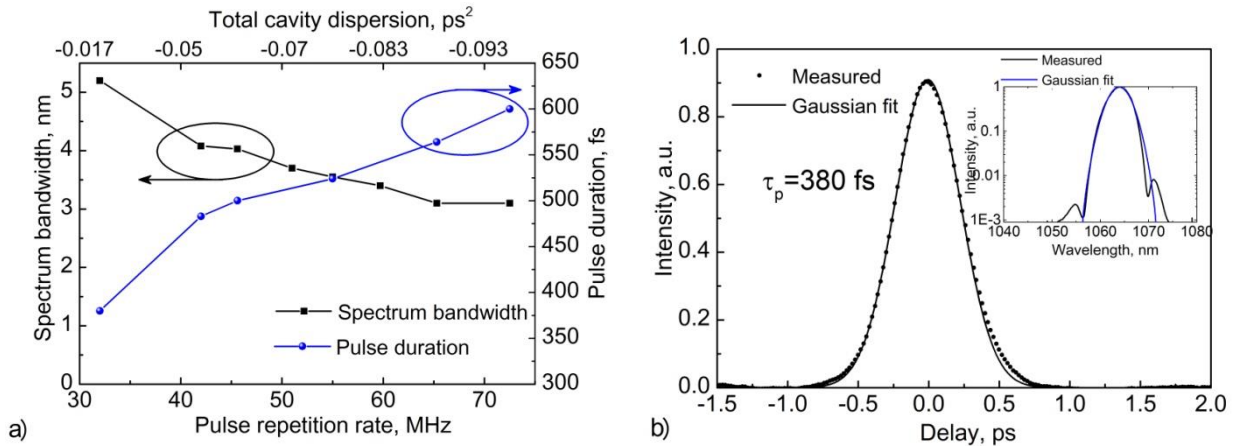 Total cavity dispersion, ps²
-0.017 -0.05 -0.07 -0.083 -0.093
Spectrum bandwidth, nm
0 1 2 3 4 5
Pulse duration, fs
300 350 400 450 500 550 600 650
Spectrum bandwidth
Pulse duration
30 40 50 60 70
Pulse repetition rate, MHz
a)
Intensity, a.u.
0.0 0.2 0.4 0.6 0.8 1.0
Measured
Gaussian fit
τp=380 fs
Measured
Gaussian fit
Intensity, a.u.
1 0.1 0.01 1E-3
1040 1050 1060 1070 1080
Wavelength, nm
-1.5 -1.0 -0.5 0.0 0.5 1.0 1.5 2.0
Delay, ps
b)